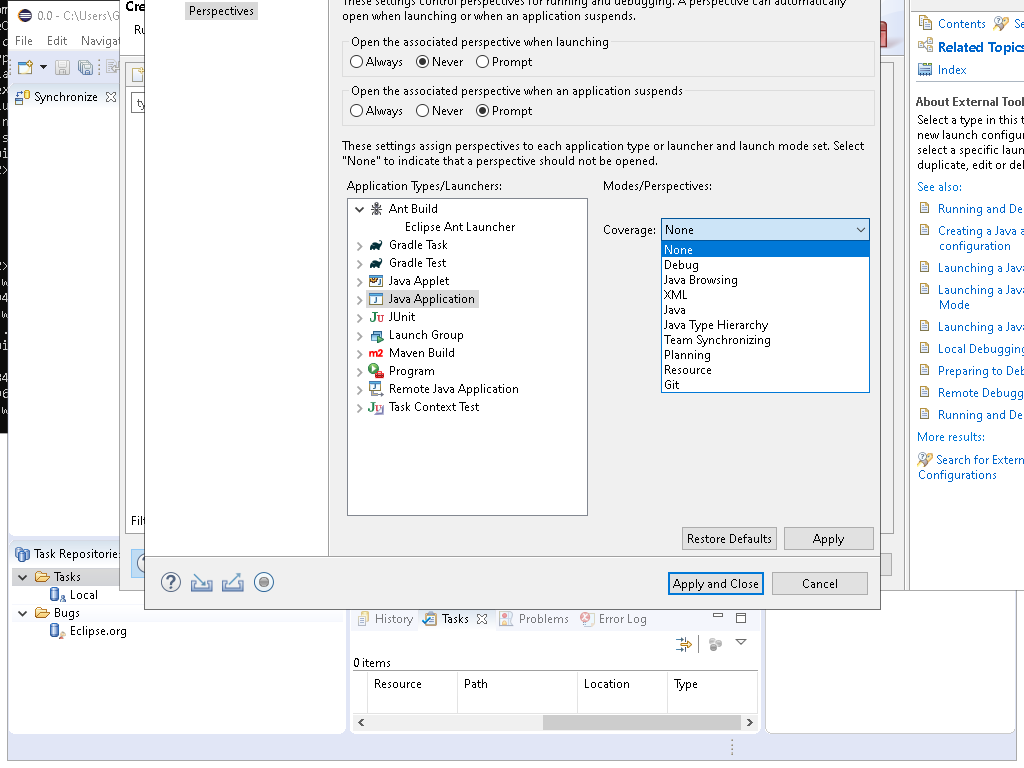 0.0 - C:\Users\G
File Edit Naviga
Synchronize
Cre
Ru
Perspectives
These settings control perspectives for running and debugging. A perspective can automatically
open when launching or when an application suspends.
Open the associated perspective when launching
Always Never Prompt
Open the associated perspective when an application suspends
Always Never Prompt
These settings assign perspectives to each application type or launcher and launch mode set. Select
"None" to indicate that a perspective should not be opened.
Application Types/Launchers:
Ant Build
Eclipse Ant Launcher
Gradle Task
Gradle Test
Java Applet
Java Application
JUnit
Launch Group
Maven Build
Program
Remote Java Application
Task Context Test
Modes/Perspectives:
Coverage: None
None
Debug
Java Browsing
XML
Java
Java Type Hierarchy
Team Synchronizing
Planning
Resource
Git
Restore Defaults Apply
Apply and Close Cancel
Contents Se
Related Topics
Index
About External Tool
Select a type in this t
new launch configur
select a specific laun
duplicate, edit or del
See also:
Running and De
Creating a Java a
configuration
Launching a Java
Launching a Java
Mode
Launching a Java
Local Debugging
Preparing to Deb
Remote Debugg
Running and De
More results:
Search for Extern
Configurations
Filt
Task Repositorie
Tasks
Local
Bugs
Eclipse.org
History Tasks Problems Error Log
0 items
Resource Path Location Type